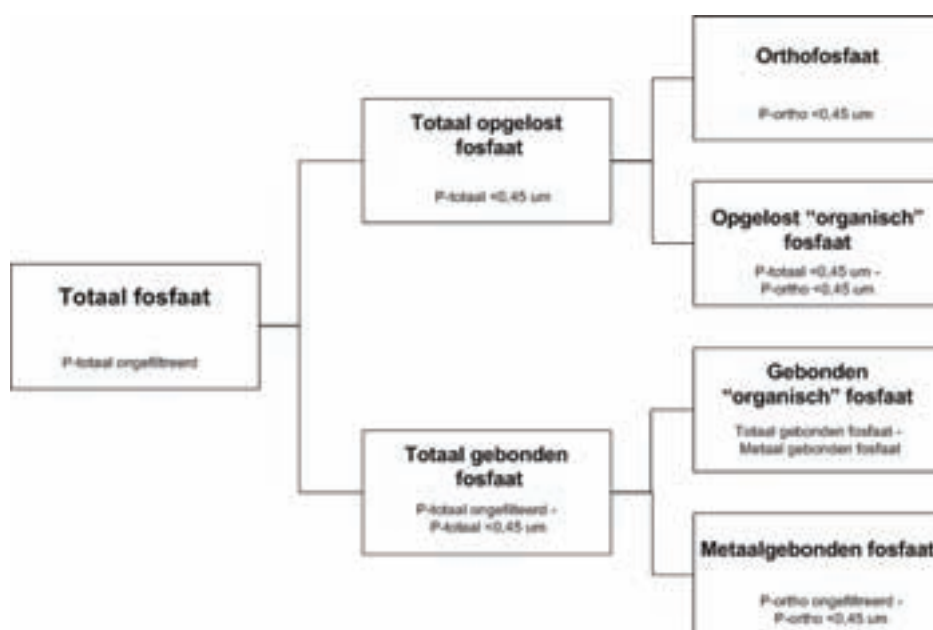 Totaal fosfaat
P-totaal ongefiltreerd
Totaal opgelost
fosfaat
P-totaal <0,45 um
Orthofosfaat
P-ortho <0,45 um
Opgelost “organisch”
fosfaat
P-totaal <0,45 um -
P-ortho <0,45 um
Totaal gebonden
fosfaat
P-totaal ongefilteerd -
P-totaal <0,45 um
Gebonden
“organisch” fosfaat
Totaal gebonden fosfaat -
Metaal gebonden fosfaat
Metaalgebonden fosfaat
P-ortho ongefiltreerd -
P-ortho <0,45 um